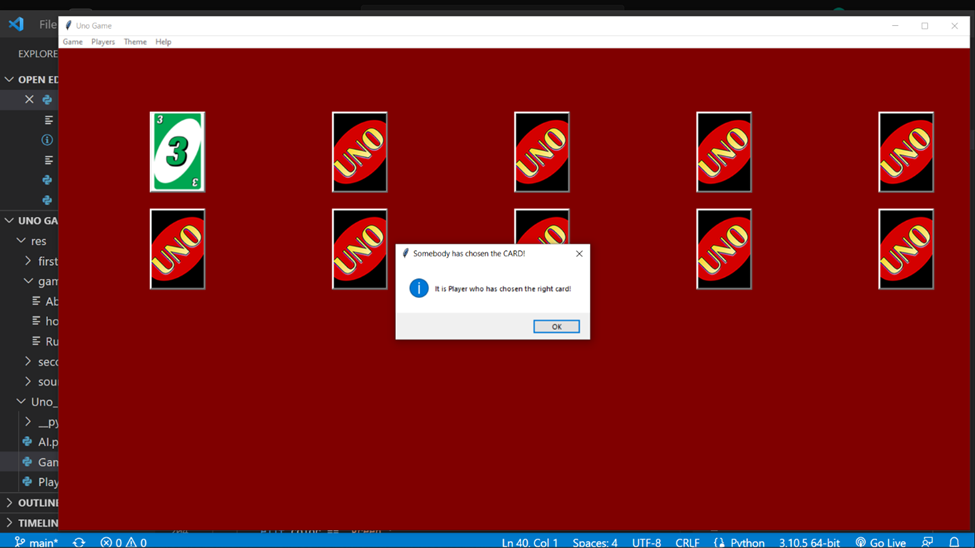 File
Uno Game
Game Players Theme Help
EXPLORE
OPEN ED
UNO GA
res
first
gam
Ab
ho
Ru
seco
soun
Uno_
__py
AI.p
Gam
Play
OUTLINE
TIMELIN
3
3
3
UNO
UNO
UNO
UNO
UNO
UNO
UNO
UNO
UNO
Somebody has chosen the CARD!
It is Player who has chosen the right card!
OK
main* 0 0 Ln 40, Col 1 Spaces: 4 UTF-8 CRLF Python 3.10.5 64-bit Go Live